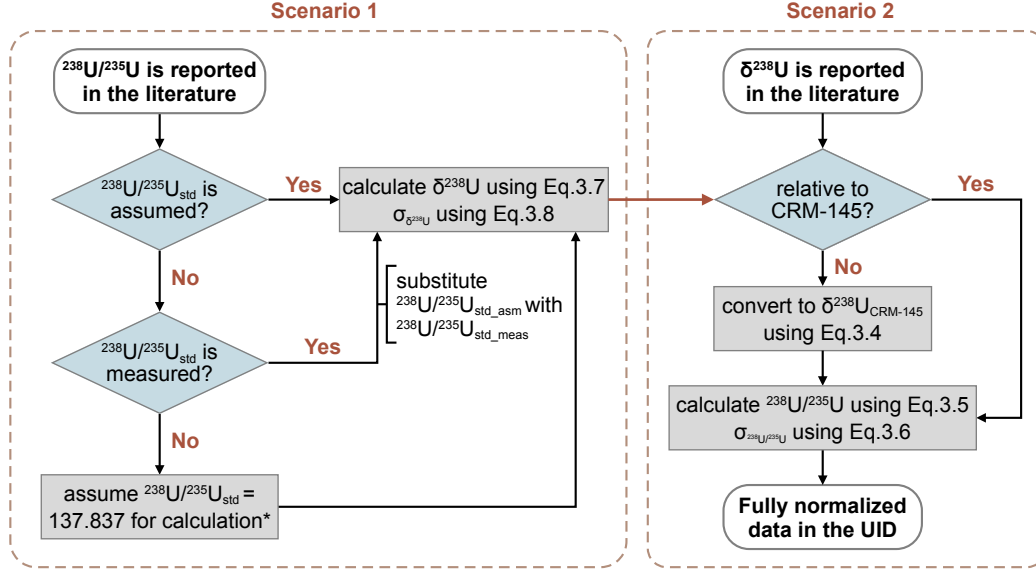 Scenario 1
²³⁸U/²³⁵U is reported
in the literature
²³⁸U/²³⁵U_std is
assumed?
Yes
calculate δ²³⁸U using Eq.3.7
σ_δ²³⁸U using Eq.3.8
No
substitute
²³⁸U/²³⁵U_std_asm with
²³⁸U/²³⁵U_std_meas
²³⁸U/²³⁵U_std is
measured?
Yes
No
assume ²³⁸U/²³⁵U_std =
137.837 for calculation*
Scenario 2
δ²³⁸U is reported
in the literature
relative to
CRM-145?
Yes
No
convert to δ²³⁸U_CRM-145
using Eq.3.4
calculate ²³⁸U/²³⁵U using Eq.3.5
σ_²³⁸U/²³⁵U using Eq.3.6
Fully normalized
data in the UID